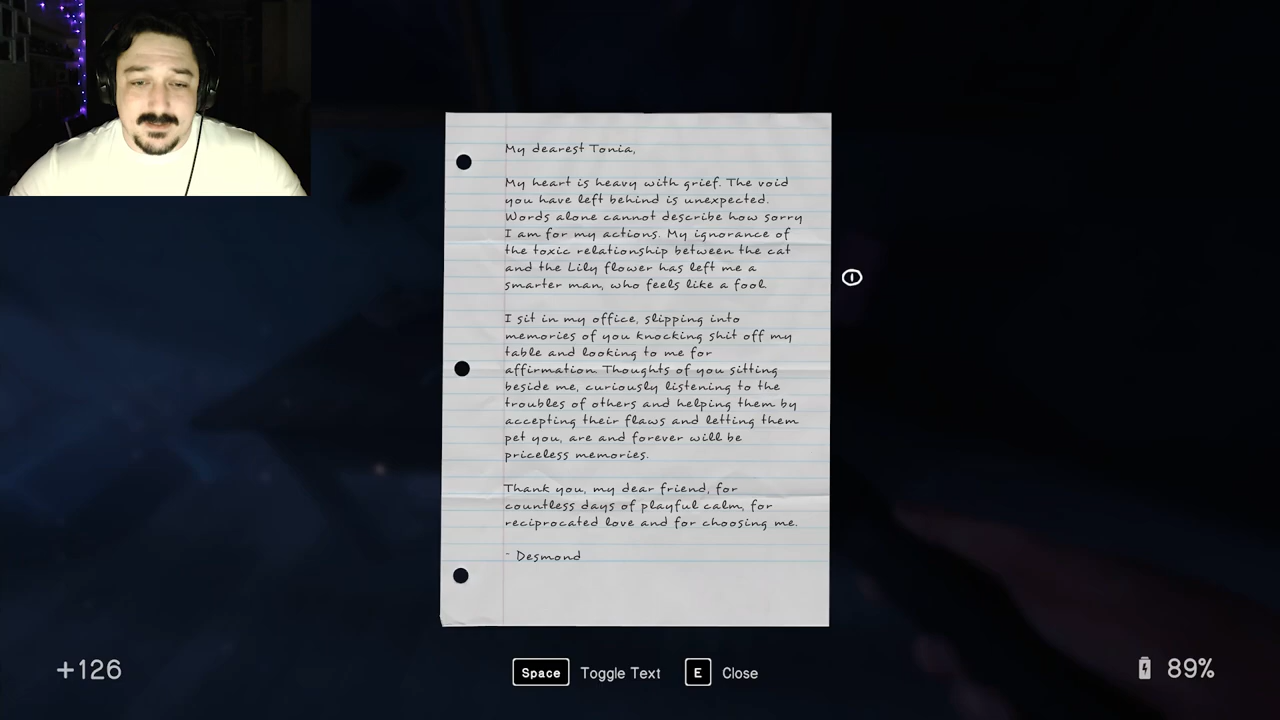 My dearest Tonia,
My heart is heavy with grief. The void
you have left behind is unexpected.
Words alone cannot describe how sorry
I am for my actions. My ignorance of
the toxic relationship between the cat
and the Lily flower has left me a
smarter man, who feels like a fool.
I sit in my office, slipping into
memories of you knocking shit off my
table and looking to me for
affirmation. Thoughts of you sitting
beside me, curiously listening to the
troubles of others and helping them by
accepting their flaws and letting them
pet you, are and forever will be
priceless memories.
Thank you, my dear friend, for
countless days of playful calm, for
reciprocated love and for choosing me.
- Desmond
+126
Space Toggle Text E Close
89%